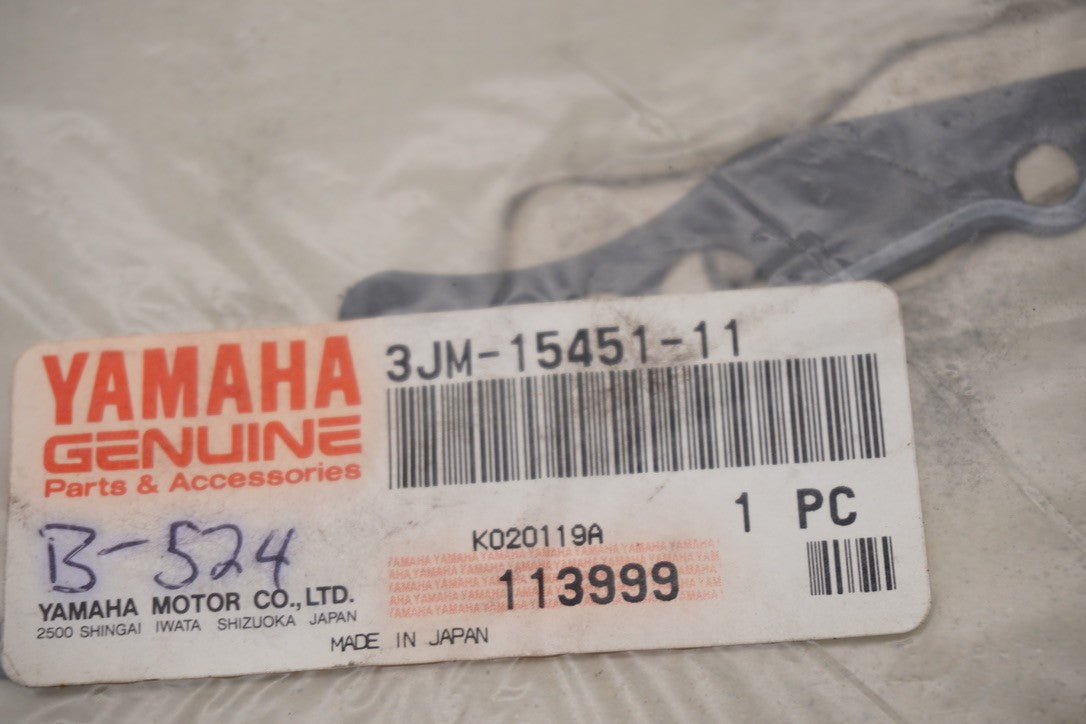 YAMAHA
GENUINE
Parts & Accessories
3JM-15451-11
1 PC
B-524
K020119A
113999
YAMAHA MOTOR CO.,LTD.
2500 SHINGAI IWATA SHIZUOKA JAPAN
MADE IN JAPAN